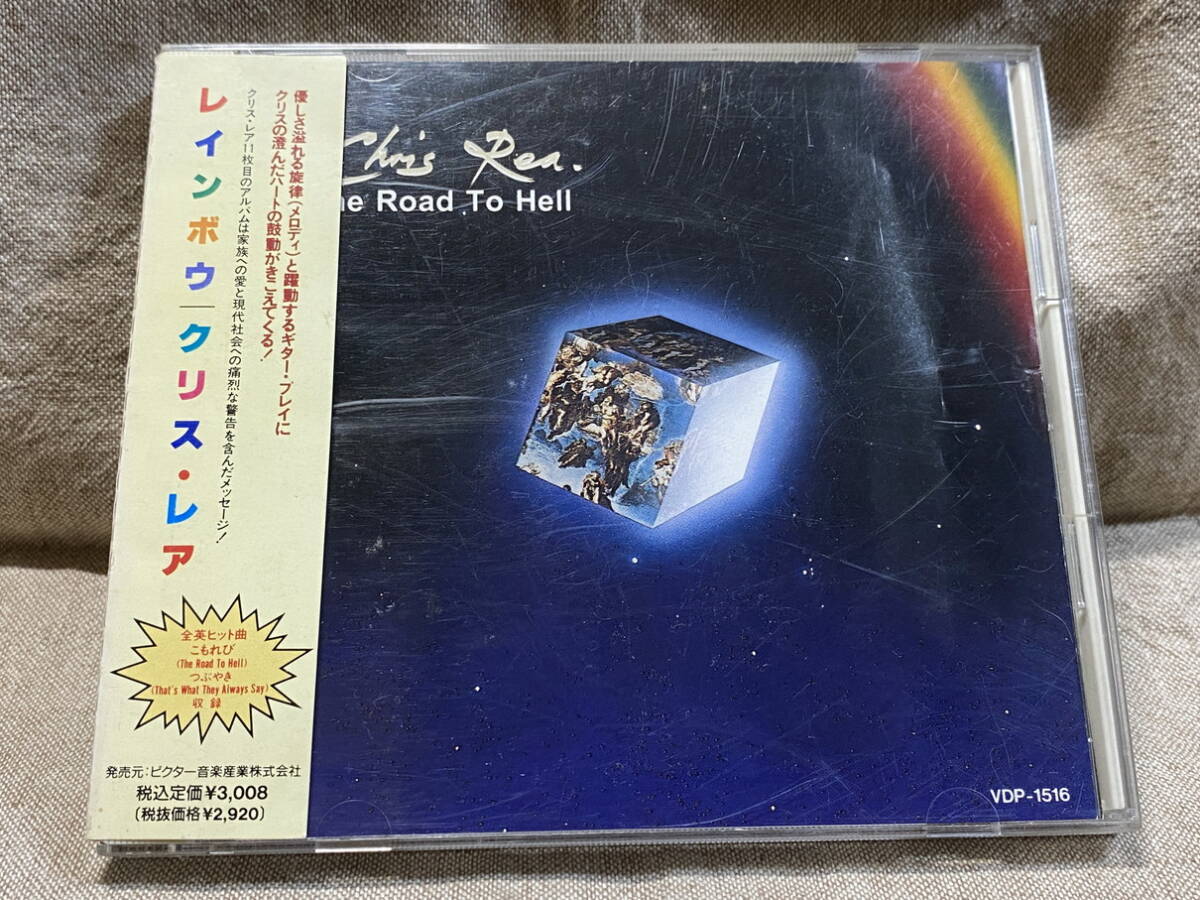 優しさ溢れる旋律(メロディ)と躍動するギター・プレイに
クリスの澄んだハートの鼓動がきこえてくる!
クリス・レア11枚目のアルバムは家族への愛と現代社会への痛烈な警告を含んだメッセージ!
レインボウ|クリス・レア
全英ヒット曲
こもれび
(The Road To Hell)
つぶやき
(That's What They Always Say)
収録
発売元:ビクター音楽産業株式会社
税込定価¥3,008
(税抜価格¥2,920)
Chris Rea.
he Road To Hell
VDP-1516